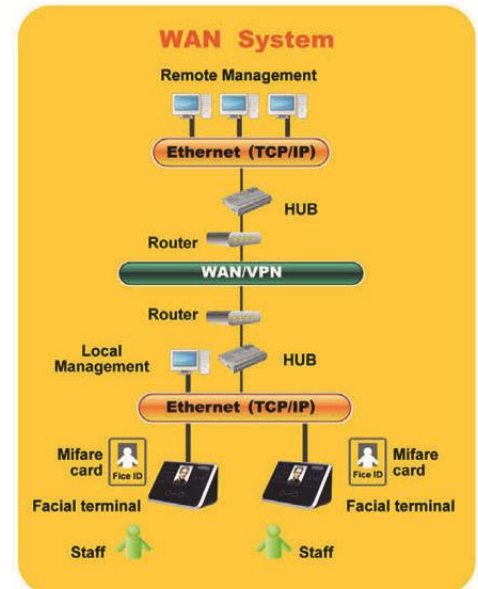 WAN System
Remote Management
Ethernet (TCP/IP)
HUB
Router
WAN/VPN
Router
Local
Management
HUB
Ethernet (TCP/IP)
Mifare
card
Fice ID
Fice ID
Mifare
card
Facial terminal
Facial terminal
Staff
Staff